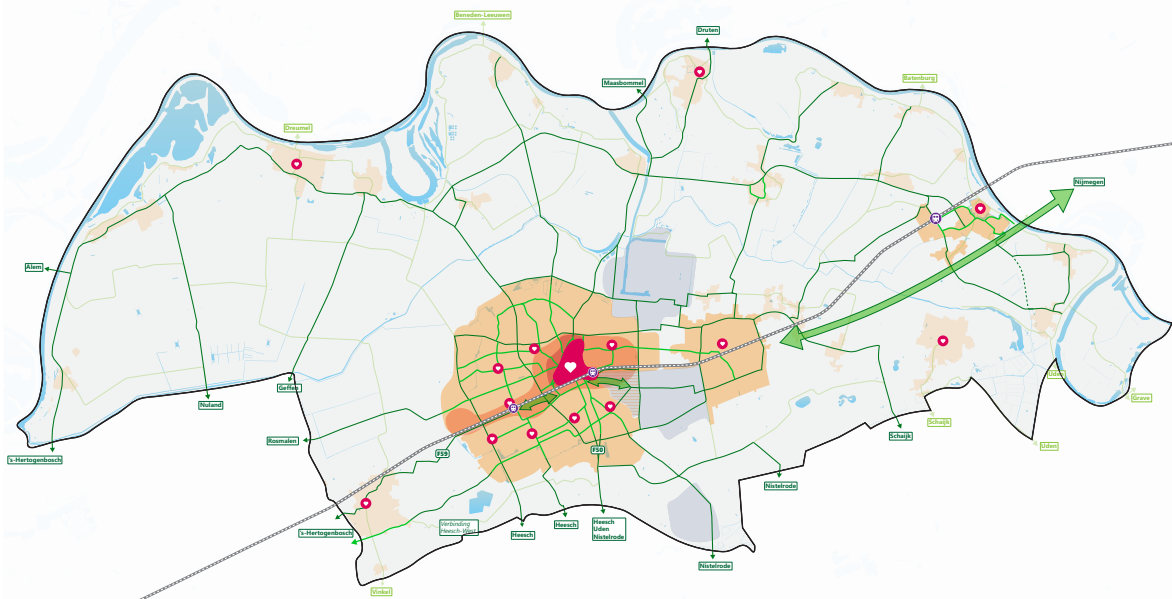 Beneden-Leeuwen
Druten
Maasbommel
Batenburg
Dreumel
Nijmegen
Alem
Uden
Geffen
Grave
Nuland
Schaijk
Schaijk
Rosmalen
Uden
F50
F59
's-Hertogenbosch
Nistelrode
Verbinding
Heesch-West
Heesch
Heesch
Heesch
Uden
Nistelrode
's-Hertogenbosch
Nistelrode
Vinkel